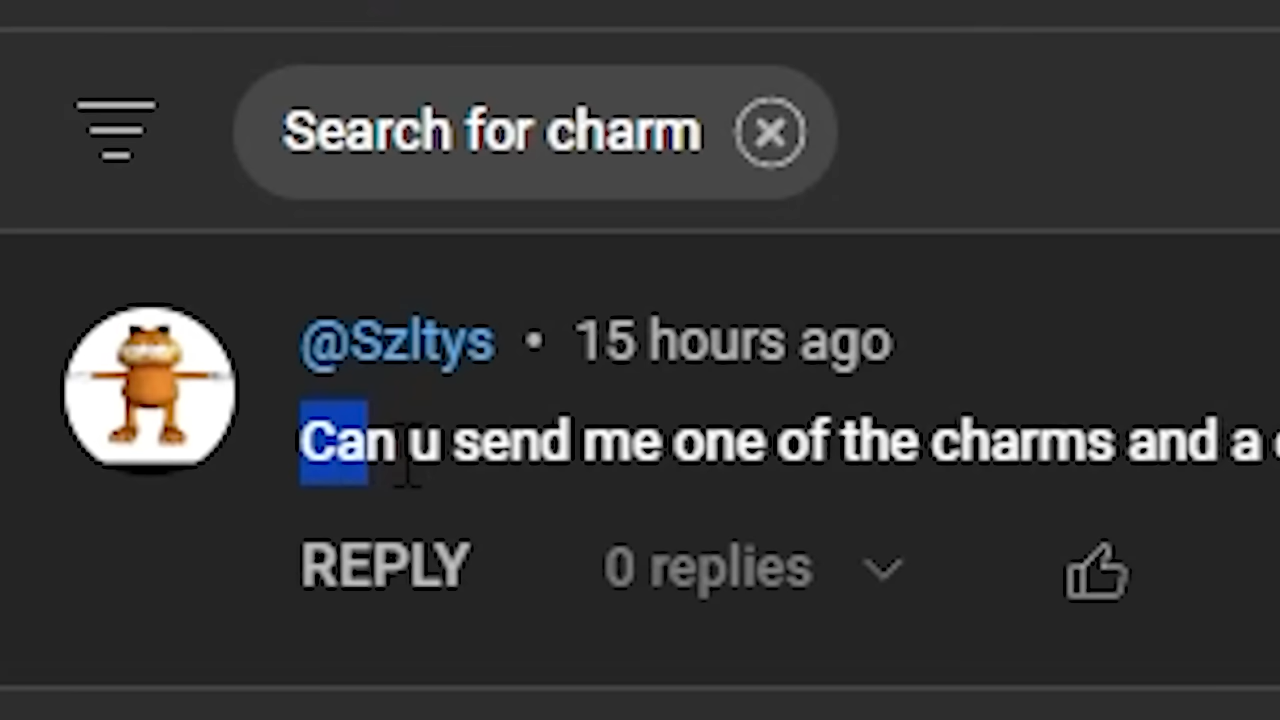 Search for charm
@Szltys • 15 hours ago
Can u send me one of the charms and a
REPLY 0 replies